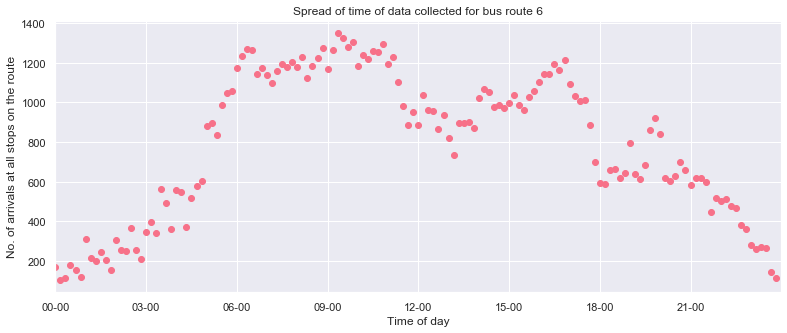 Spread of time of data collected for bus route 6
No. of arrivals at all stops on the route
1400
1200
1000
800
600
400
200
00-00 03-00 06-00 09-00 12-00 15-00 18-00 21-00
Time of day